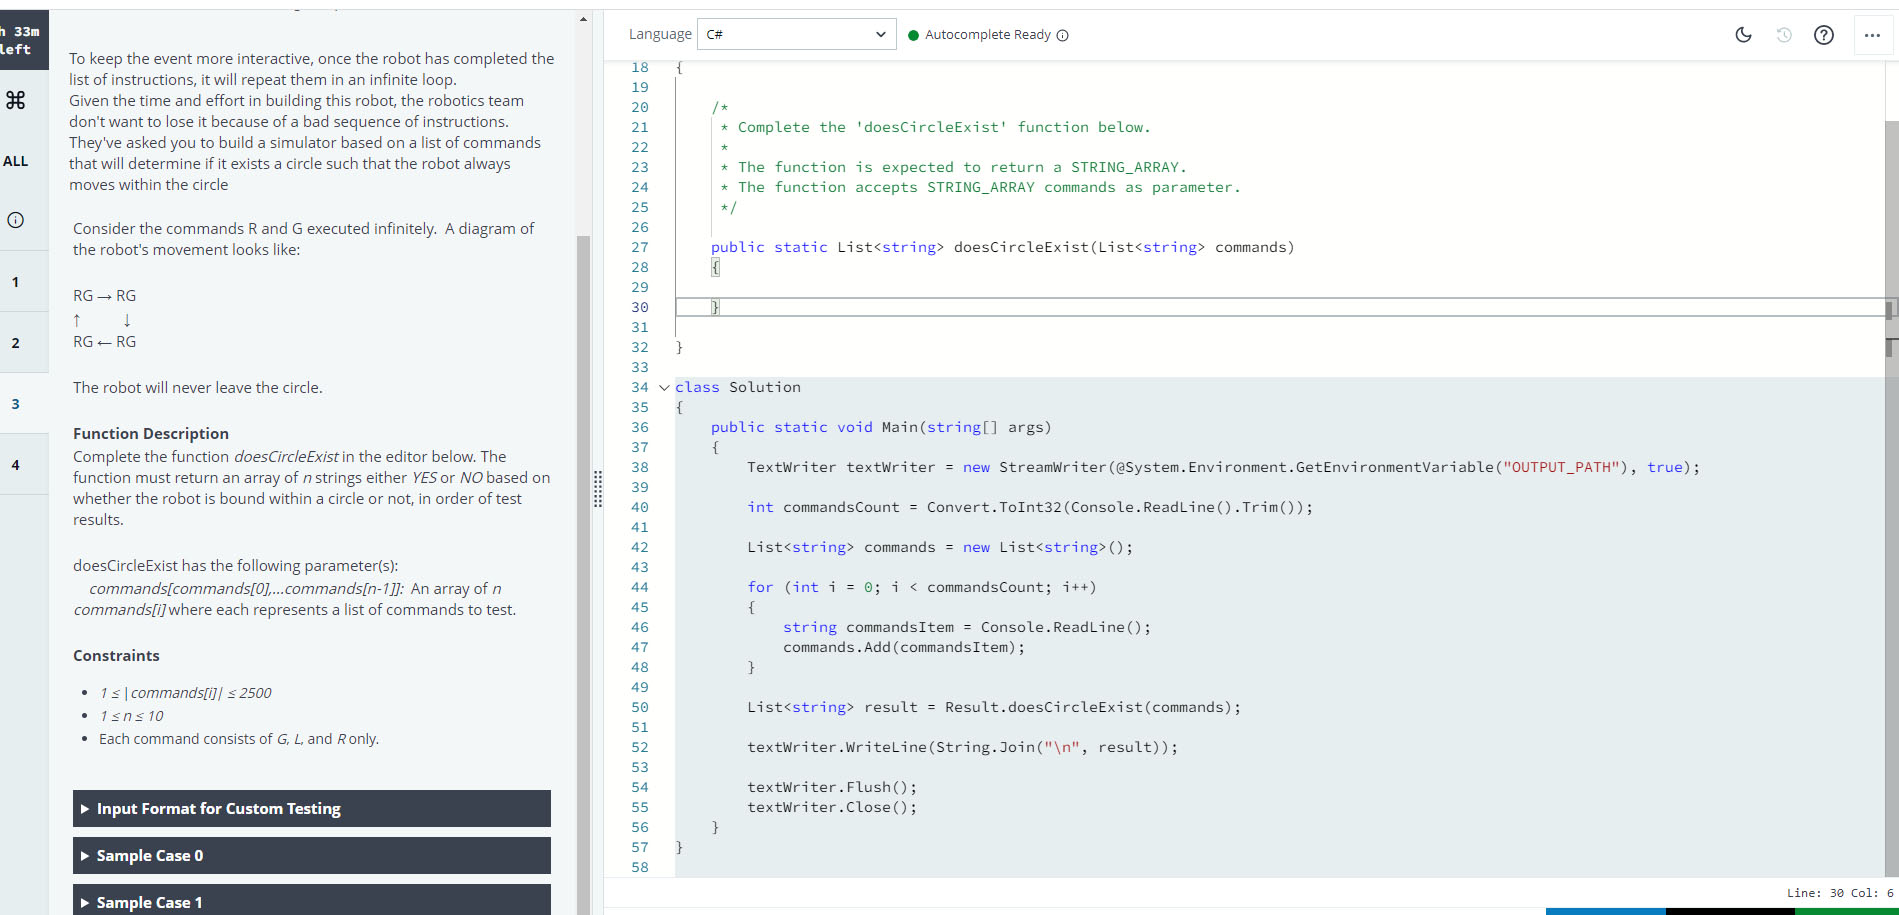 h 33m
left
ALL
1
2
3
4
To keep the event more interactive, once the robot has completed the
list of instructions, it will repeat them in an infinite loop.
Given the time and effort in building this robot, the robotics team
don't want to lose it because of a bad sequence of instructions.
They've asked you to build a simulator based on a list of commands
that will determine if it exists a circle such that the robot always
moves within the circle
Consider the commands R and G executed infinitely.  A diagram of
the robot's movement looks like:
RG → RG
↑ ↓
RG ← RG
The robot will never leave the circle.
Function Description
Complete the function doesCircleExist in the editor below. The
function must return an array of n strings either YES or NO based on
whether the robot is bound within a circle or not, in order of test
results.
doesCircleExist has the following parameter(s):
commands[commands[0],...commands[n-1]]:  An array of n
commands[i] where each represents a list of commands to test.
Constraints
• 1 ≤ |commands[i]| ≤ 2500
• 1 ≤ n ≤ 10
• Each command consists of G, L, and R only.
▶ Input Format for Custom Testing
▶ Sample Case 0
▶ Sample Case 1
Language C# Autocomplete Ready
18 {
19
20 /*
21 * Complete the 'doesCircleExist' function below.
22 *
23 * The function is expected to return a STRING_ARRAY.
24 * The function accepts STRING_ARRAY commands as parameter.
25 */
26
27 public static List<string> doesCircleExist(List<string> commands)
28 {
29
30 }
31
32 }
33
34 class Solution
35 {
36 public static void Main(string[] args)
37 {
38 TextWriter textWriter = new StreamWriter(@System.Environment.GetEnvironmentVariable("OUTPUT_PATH"), true);
39
40 int commandsCount = Convert.ToInt32(Console.ReadLine().Trim());
41
42 List<string> commands = new List<string>();
43
44 for (int i = 0; i < commandsCount; i++)
45 {
46 string commandsItem = Console.ReadLine();
47 commands.Add(commandsItem);
48 }
49
50 List<string> result = Result.doesCircleExist(commands);
51
52 textWriter.WriteLine(String.Join("\n", result));
53
54 textWriter.Flush();
55 textWriter.Close();
56 }
57 }
58
Line: 30 Col: 6